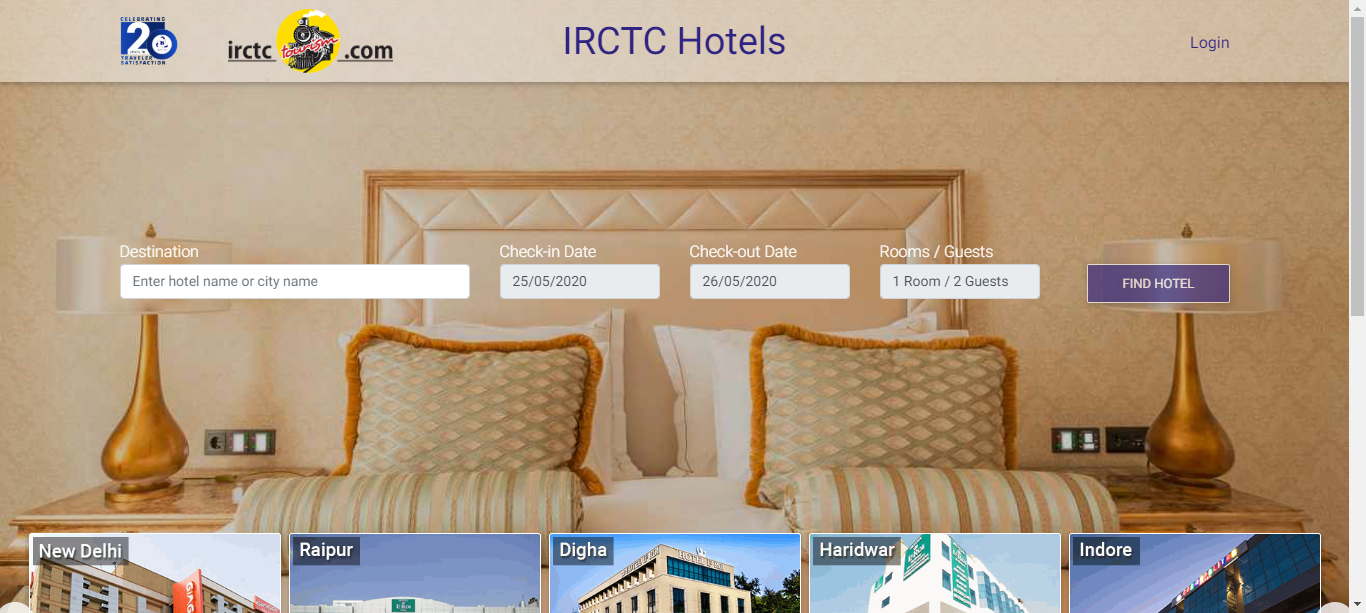 CELEBRATING
20
TRAVELER
SATISFACTION
irctc tourism .com
IRCTC Hotels
Login
Destination
Check-in Date
Check-out Date
Rooms / Guests
Enter hotel name or city name
25/05/2020
26/05/2020
1 Room / 2 Guests
FIND HOTEL
New Delhi
Raipur
Digha
Haridwar
Indore